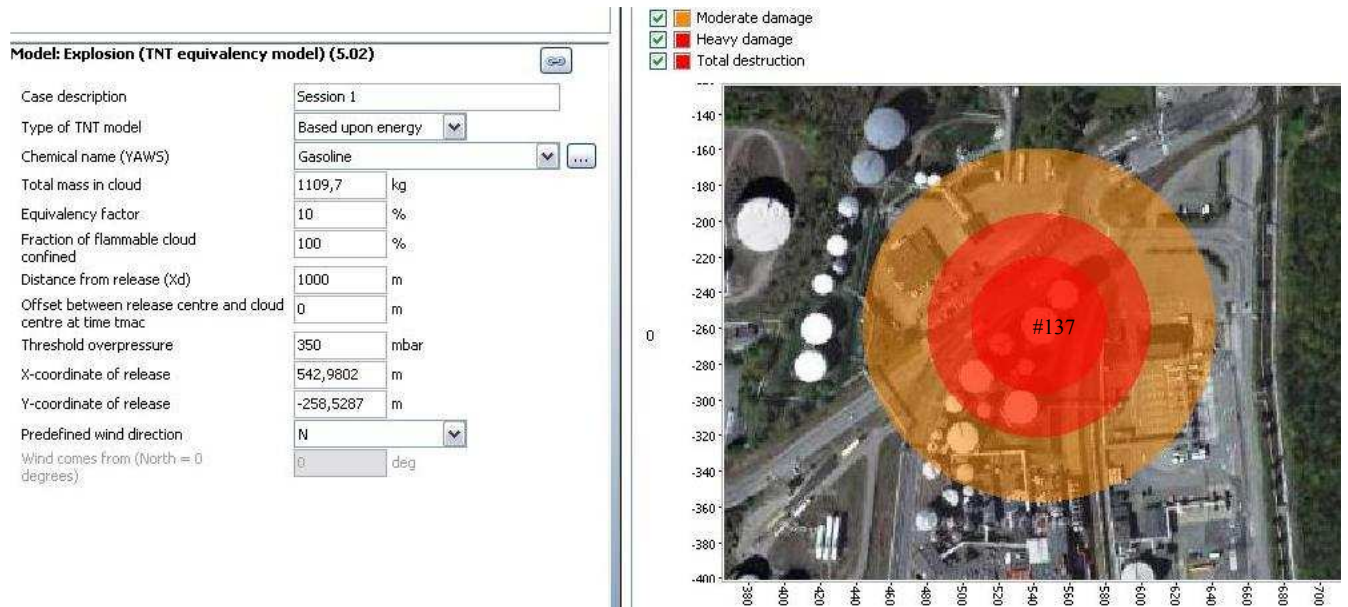 Model: Explosion (TNT equivalency model) (5.02)
Case description Session 1
Type of TNT model Based upon energy
Chemical name (YAWS) Gasoline ...
Total mass in cloud 1109,7 kg
Equivalency factor 10 %
Fraction of flammable cloud
confined 100 %
Distance from release (Xd) 1000 m
Offset between release centre and cloud
centre at time tmac 0 m
Threshold overpressure 350 mbar
X-coordinate of release 542,9802 m
Y-coordinate of release -258,5287 m
Predefined wind direction N
Wind comes from (North = 0
degrees) 0 deg
Moderate damage
Heavy damage
Total destruction
-140
-160
-180
-200
-220
-240
-260
-280
-300
-320
-340
-360
-380
-400
0
#137
380
400
420
440
460
480
500
520
540
560
580
600
620
640
660
680
700